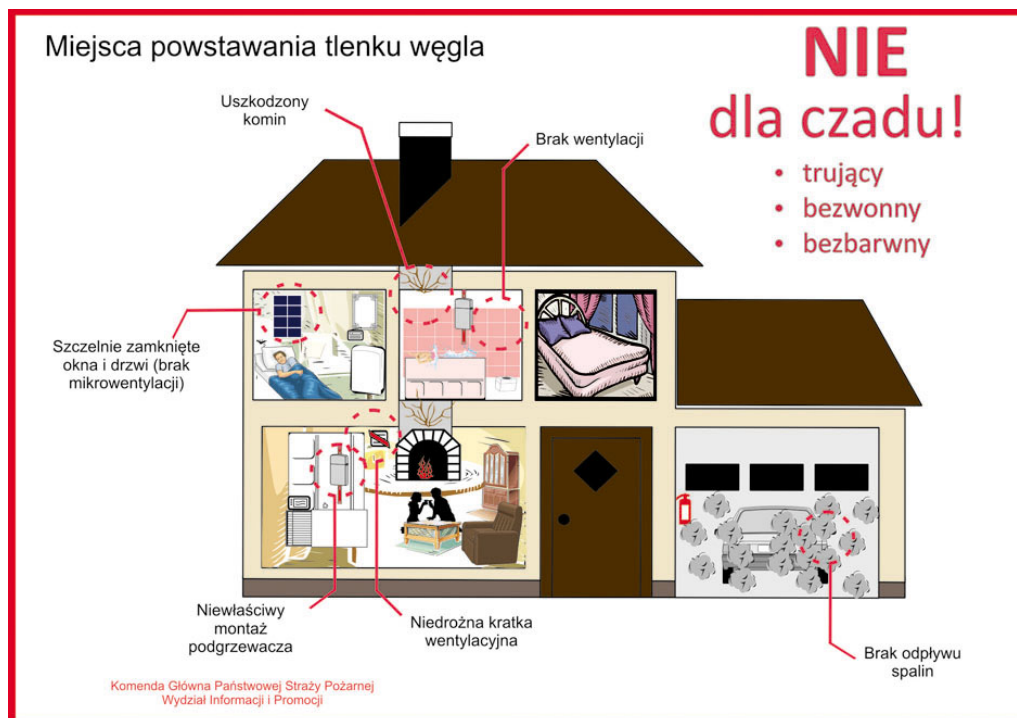 Miejsca powstawania tlenku węgla
NIE
dla czadu!
• trujący
• bezwonny
• bezbarwny
Uszkodzony
komin
Brak wentylacji
Szczelnie zamknięte
okna i drzwi (brak
mikrowentylacji)
Niewłaściwy
montaż
podgrzewacza
Niedrożna kratka
wentylacyjna
Brak odpływu
spalin
Komenda Główna Państwowej Straży Pożarnej
Wydział Informacji i Promocji